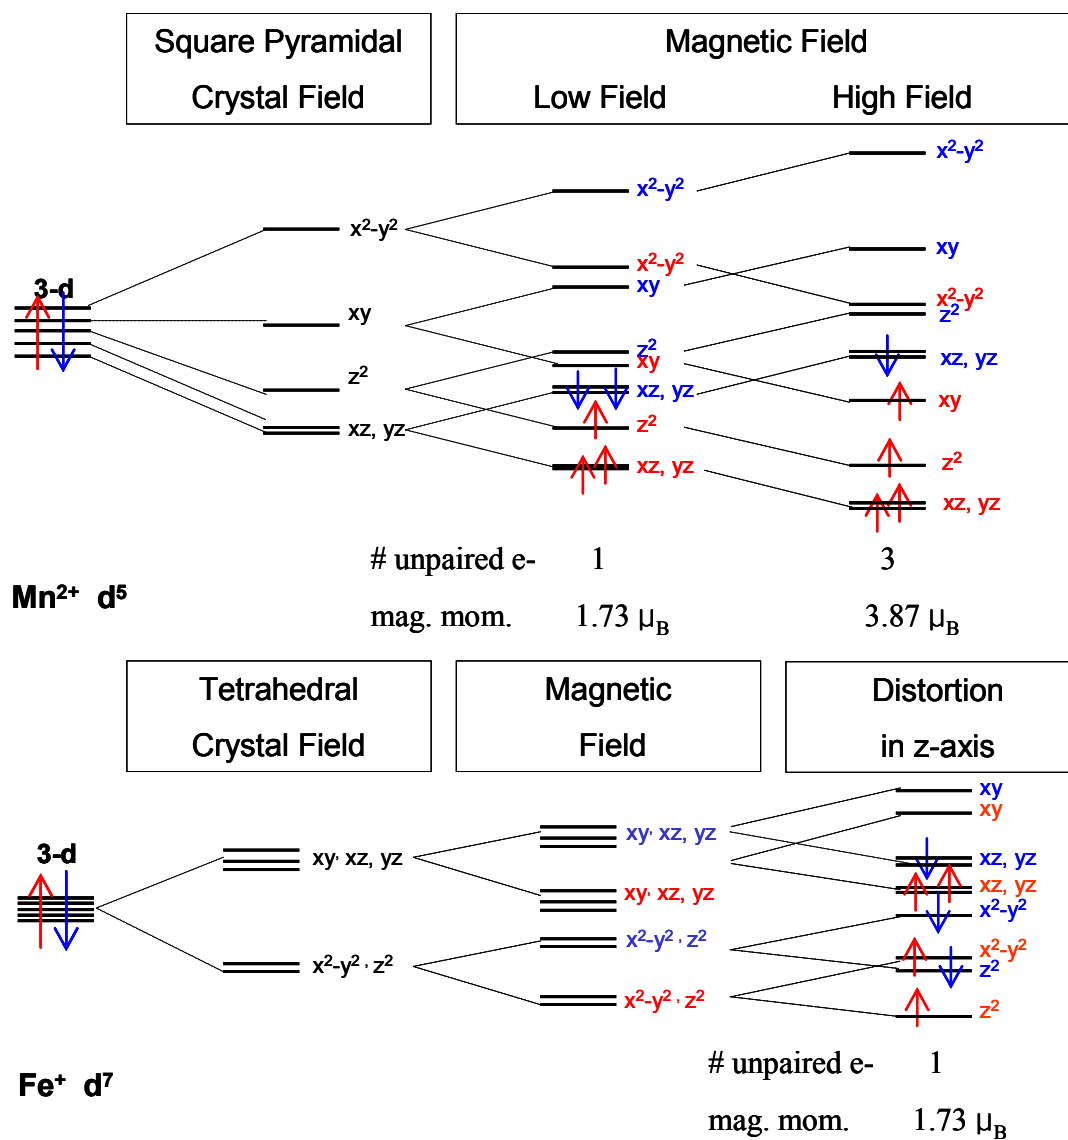 Square Pyramidal
Crystal Field
Magnetic Field
Low Field High Field
3-d
x²-y²
xy
z²
xz, yz
x²-y²
x²-y²
xy
z²
xy
xz, yz
z²
xz, yz
x²-y²
xy
x²-y²
z²
xz, yz
xy
z²
xz, yz
# unpaired e- 1 3
Mn²⁺ d⁵
mag. mom. 1.73 μ_B 3.87 μ_B
Tetrahedral
Crystal Field
Magnetic
Field
Distortion
in z-axis
3-d
xy, xz, yz
x²-y², z²
xy, xz, yz
xy, xz, yz
x²-y², z²
x²-y², z²
xy
xy
xz, yz
xz, yz
x²-y²
x²-y²
z²
z²
# unpaired e- 1
Fe⁺ d⁷
mag. mom. 1.73 μ_B